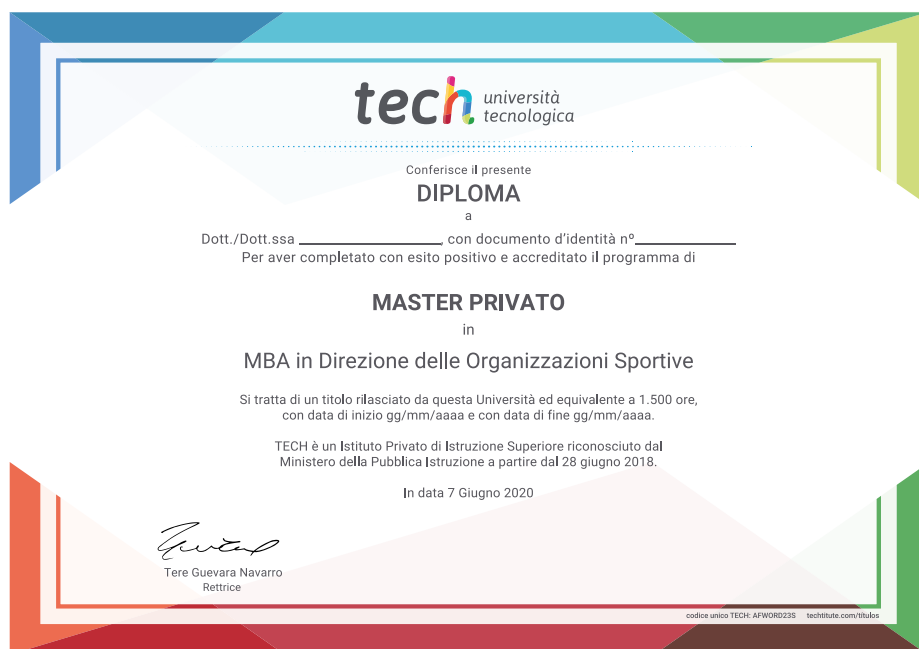 tech università
tecnologica
Conferisce il presente
DIPLOMA
a
Dott./Dott.ssa _______________, con documento d'identità nº___________
Per aver completato con esito positivo e accreditato il programma di
MASTER PRIVATO
in
MBA in Direzione delle Organizzazioni Sportive
Si tratta di un titolo rilasciato da questa Università ed equivalente a 1.500 ore,
con data di inizio gg/mm/aaaa e con data di fine gg/mm/aaaa.
TECH è un Istituto Privato di Istruzione Superiore riconosciuto dal
Ministero della Pubblica Istruzione a partire dal 28 giugno 2018.
In data 7 Giugno 2020
Tere Guevara Navarro
Rettrice
codice unico TECH: AFWORD23S techtitute.com/titulos